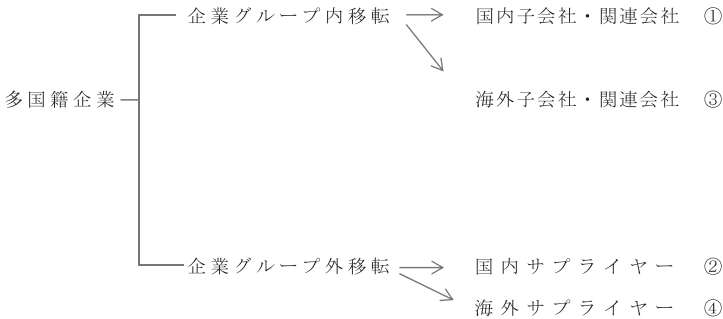 企業グループ内移転 国内子会社・関連会社 ①
多国籍企業 海外子会社・関連会社 ③
企業グループ外移転 国内サプライヤー ②
海外サプライヤー ④